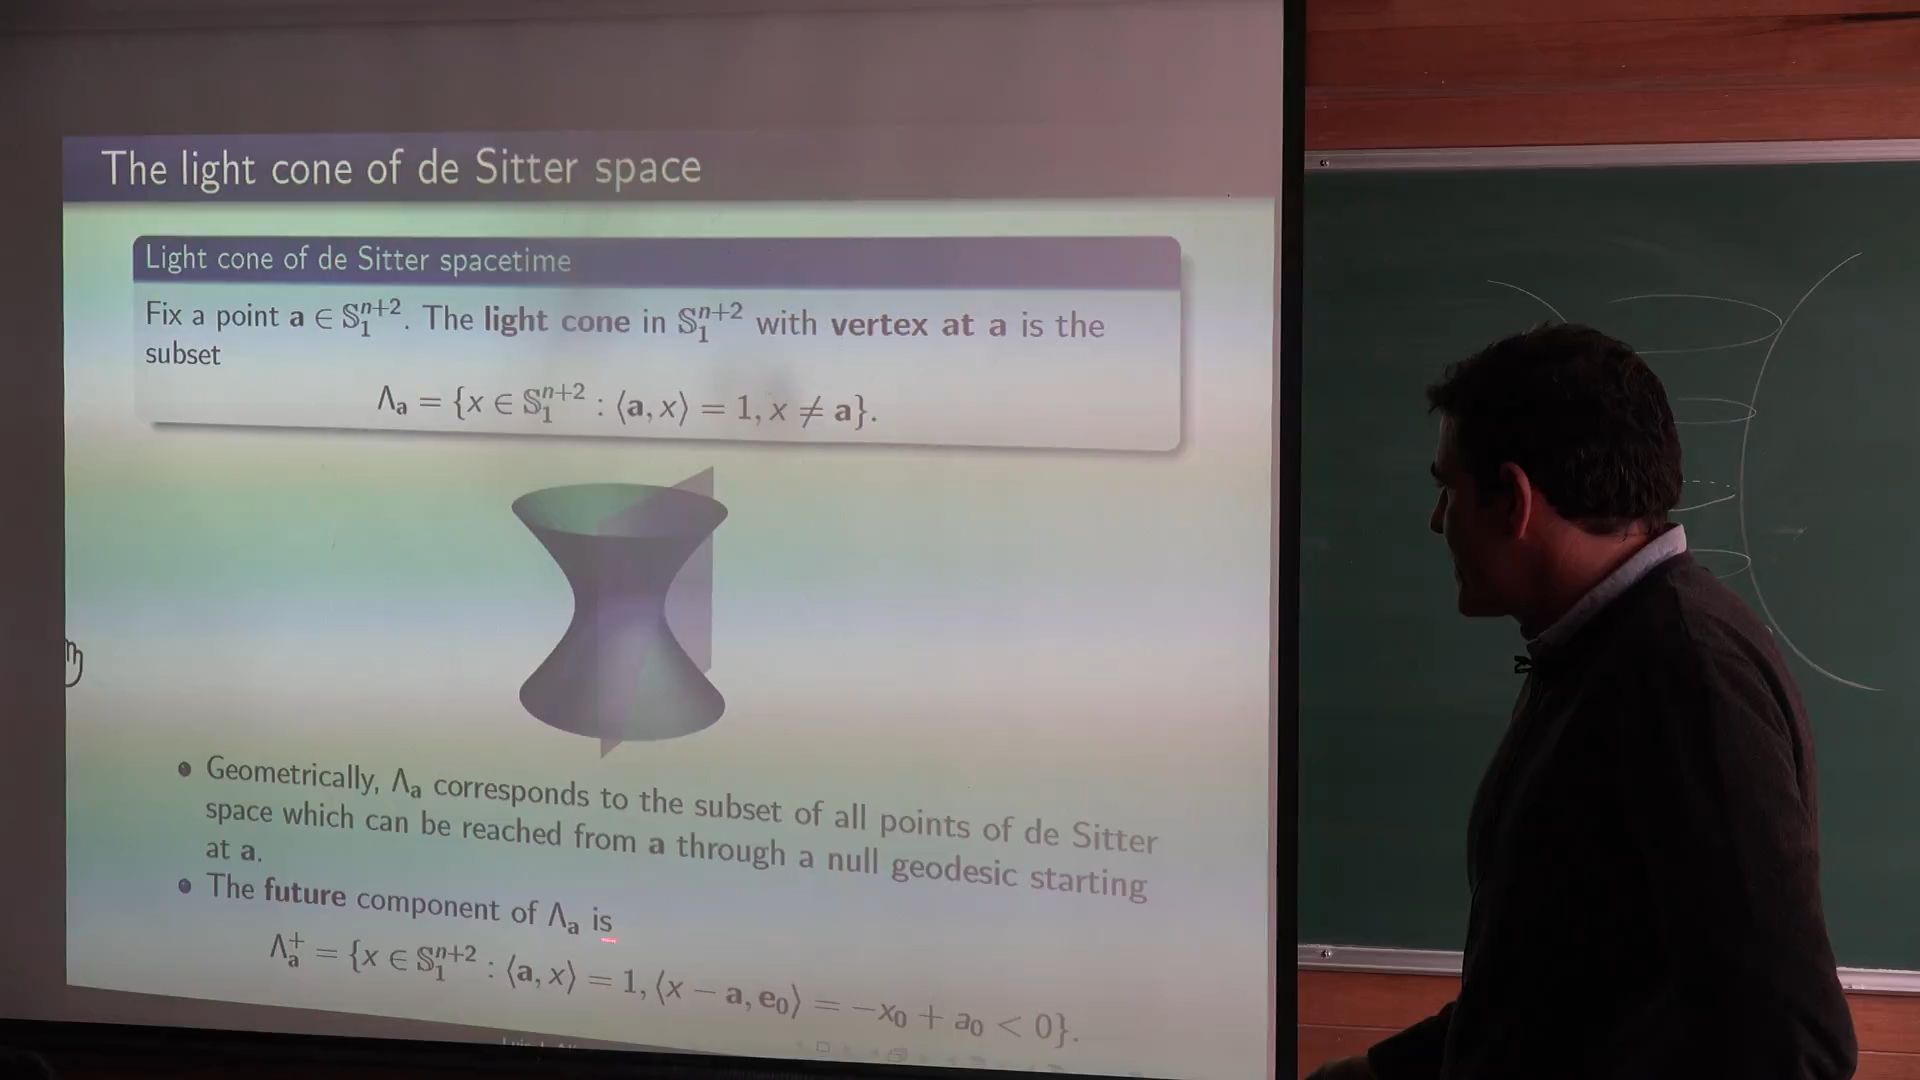 The light cone of de Sitter space
Light cone of de Sitter spacetime
Fix a point a ∈ 𝕊₁ⁿ⁺². The light cone in 𝕊₁ⁿ⁺² with vertex at a is the
subset
Λₐ = {x ∈ 𝕊₁ⁿ⁺² : ⟨a, x⟩ = 1, x ≠ a}.
• Geometrically, Λₐ corresponds to the subset of all points of de Sitter
space which can be reached from a through a null geodesic starting
at a.
• The future component of Λₐ is
Λₐ⁺ = {x ∈ 𝕊₁ⁿ⁺² : ⟨a, x⟩ = 1, ⟨x − a, e₀⟩ = −x₀ + a₀ < 0}.